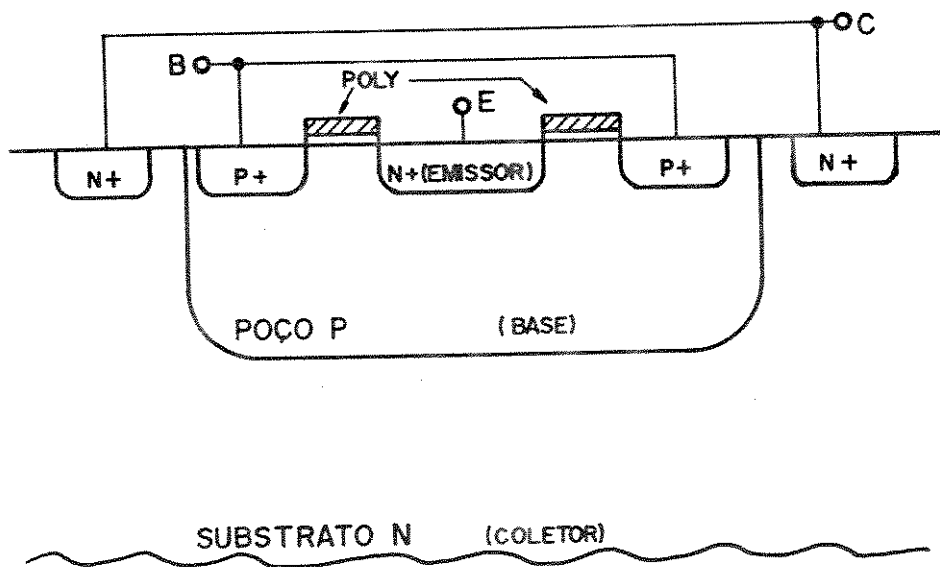 C
B
POLY
E
N+
P+
N+(EMISSOR)
P+
N+
POÇO P (BASE)
SUBSTRATO N (COLETOR)